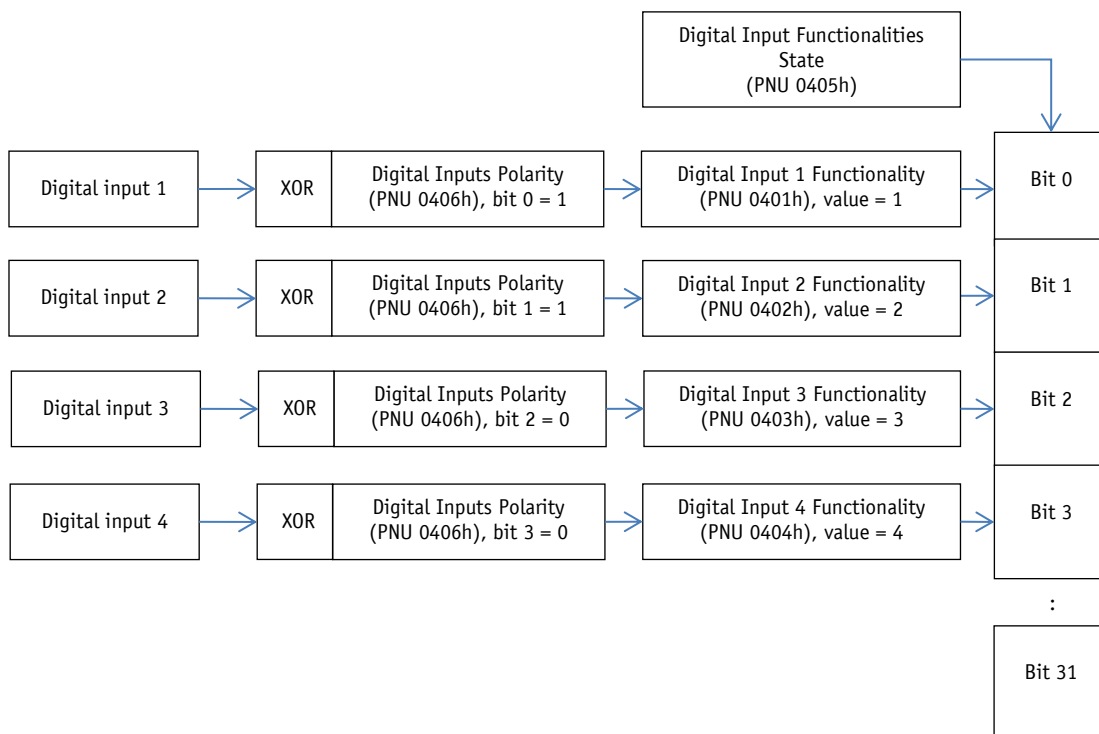 Digital Input Functionalities
State
(PNU 0405h)
Digital input 1
XOR
Digital Inputs Polarity
(PNU 0406h), bit 0 = 1
Digital Input 1 Functionality
(PNU 0401h), value = 1
Bit 0
Digital input 2
XOR
Digital Inputs Polarity
(PNU 0406h), bit 1 = 1
Digital Input 2 Functionality
(PNU 0402h), value = 2
Bit 1
Digital input 3
XOR
Digital Inputs Polarity
(PNU 0406h), bit 2 = 0
Digital Input 3 Functionality
(PNU 0403h), value = 3
Bit 2
Digital input 4
XOR
Digital Inputs Polarity
(PNU 0406h), bit 3 = 0
Digital Input 4 Functionality
(PNU 0404h), value = 4
Bit 3
:
Bit 31